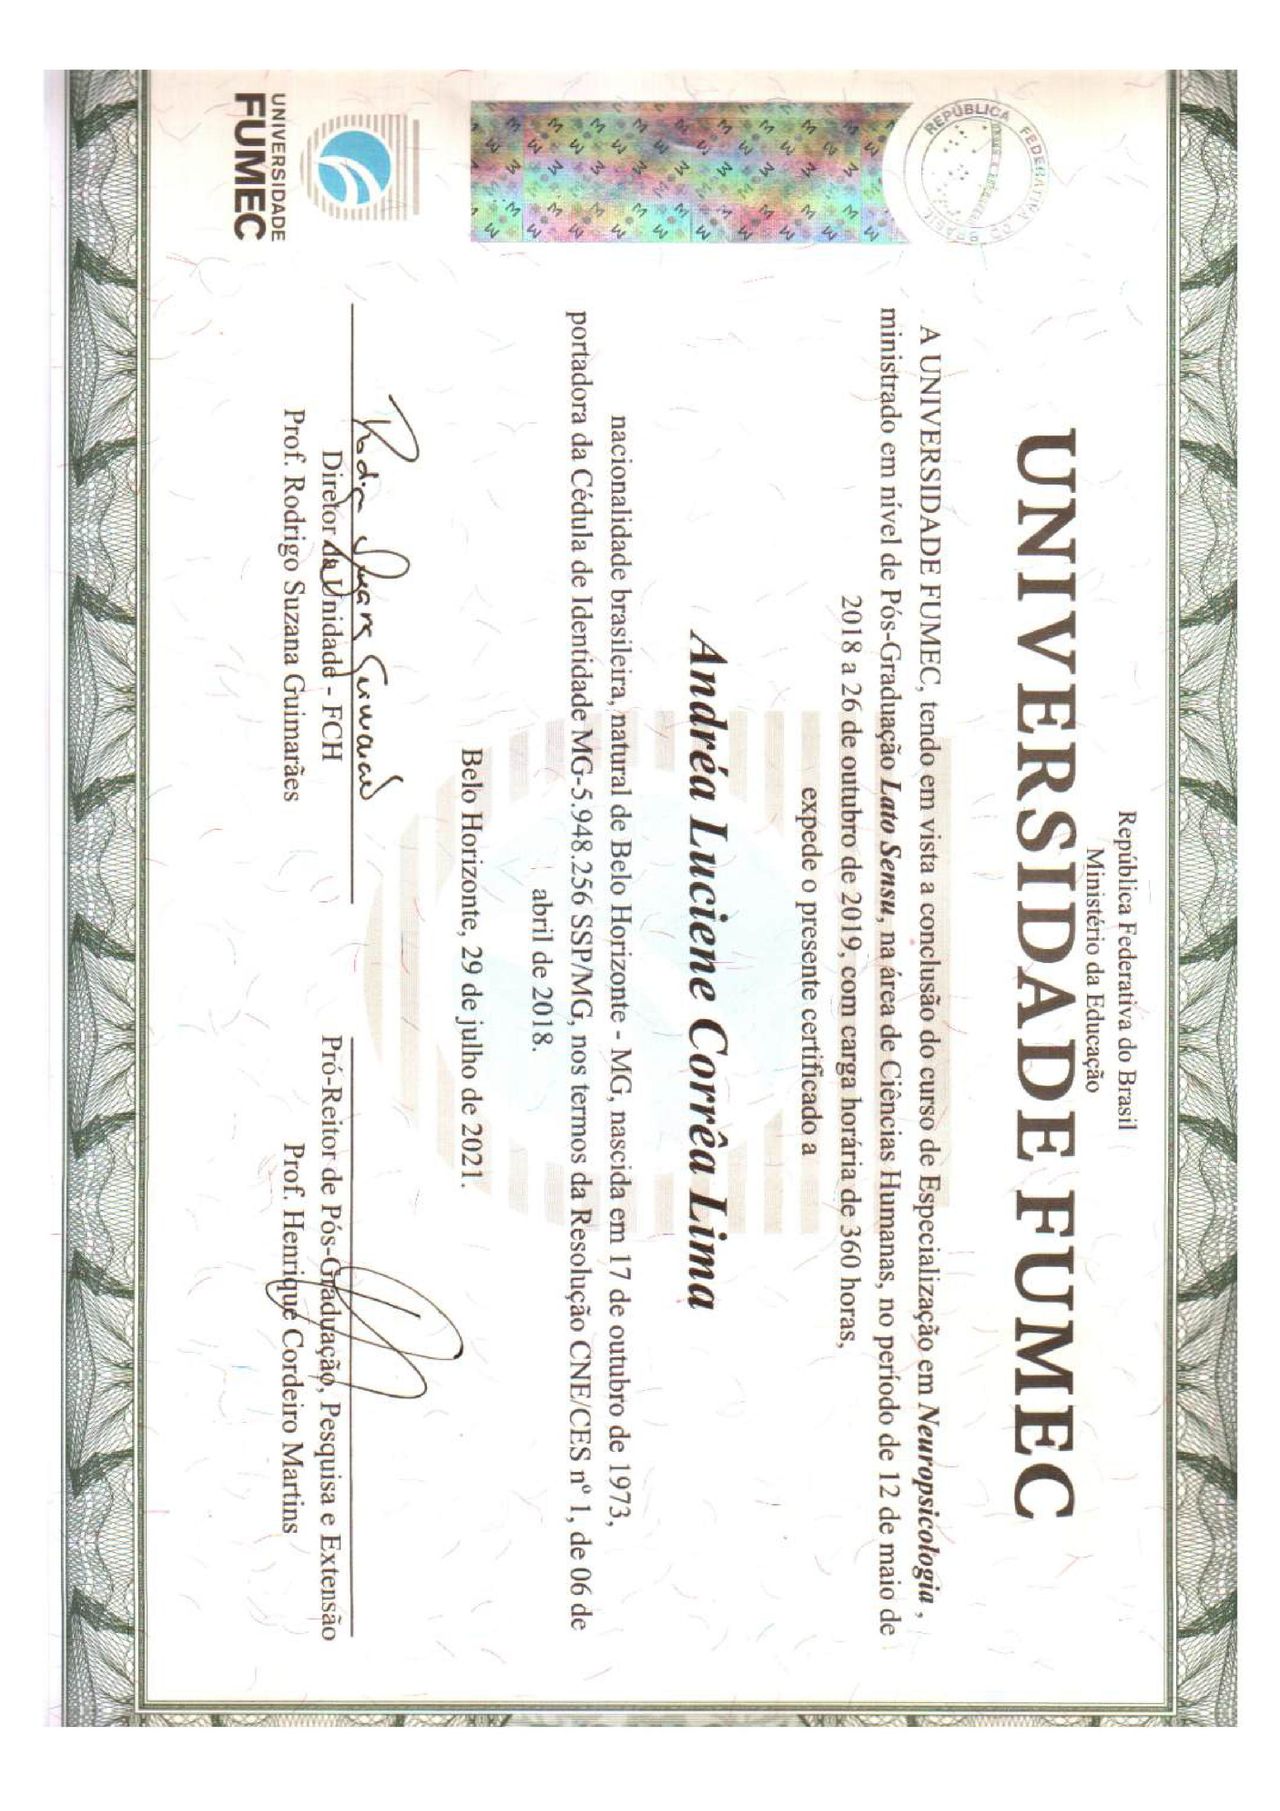 República Federativa do Brasil
Ministério da Educação
UNIVERSIDADE FUMEC
A UNIVERSIDADE FUMEC, tendo em vista a conclusão do curso de Especialização em Neuropsicologia ,
ministrado em nível de Pós-Graduação Lato Sensu, na área de Ciências Humanas, no período de 12 de maio de
2018 a 26 de outubro de 2019, com carga horária de 360 horas,
expede o presente certificado a
Andréa Luciene Corrêa Lima
nacionalidade brasileira, natural de Belo Horizonte - MG, nascida em 17 de outubro de 1973,
portadora da Cédula de Identidade MG-5.948.256 SSP/MG, nos termos da Resolução CNE/CES nº 1, de 06 de
abril de 2018.
Belo Horizonte, 29 de julho de 2021.
Diretor da Unidade - FCH
Prof. Rodrigo Suzana Guimarães
Pró-Reitor de Pós-Graduação, Pesquisa e Extensão
Prof. Henrique Cordeiro Martins
REPÚBLICA FEDERATIVA DO BRASIL
UNIVERSIDADE
FUMEC